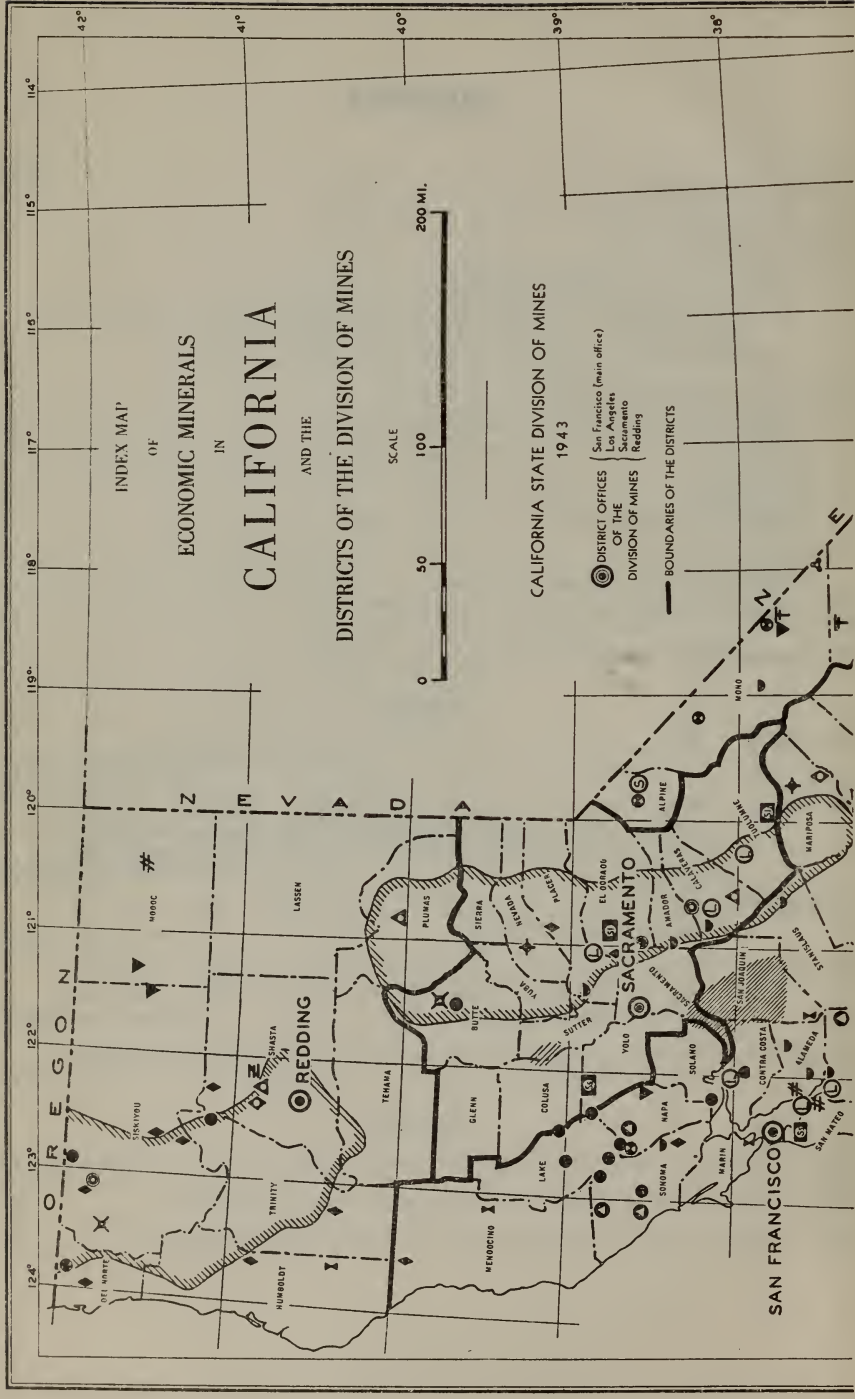 INDEX MAP
OF
ECONOMIC MINERALS
IN
CALIFORNIA
AND THE
DISTRICTS OF THE DIVISION OF MINES
SCALE
0 50 100 200 MI.
CALIFORNIA STATE DIVISION OF MINES
1943
DISTRICT OFFICES
OF THE
DIVISION OF MINES
San Francisco (main office)
Los Angeles
Sacramento
Redding
BOUNDARIES OF THE DISTRICTS
124°
123°
122°
121°
120°
119°
118°
117°
116°
115°
114°
42°
41°
40°
39°
38°
OREGON
NEVADA
N E
DEL NORTE
SISKIYOU
MODOC
HUMBOLDT
TRINITY
SHASTA
LASSEN
REDDING
TEHAMA
PLUMAS
MENDOCINO
GLENN
BUTTE
SIERRA
LAKE
COLUSA
SUTTER
YUBA
NEVADA
PLACER
SONOMA
NAPA
YOLO
EL DORADO
SACRAMENTO
SACRAMENTO
AMADOR
ALPINE
MARIN
SOLANO
CALAVERAS
TUOLUMNE
MONO
CONTRA COSTA
SAN JOAQUIN
SAN FRANCISCO
SAN MATEO
ALAMEDA
STANISLAUS
MARIPOSA
N
S
L
L
L
L
L
L
Si
Si
Si
Si